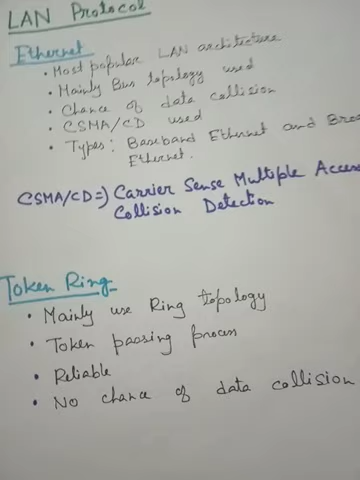 LAN Protocol
Ethernet
• Most popular LAN architecture
• Mainly Bus topology used
• Chance of data collision
• CSMA/CD used
• Types: Baseband Ethernet and Broa
Ethernet.
CSMA/CD=) Carrier Sense Multiple Access
Collision Detection
Token Ring
• Mainly use Ring topology
• Token passing process
• Reliable
• No chance of data collision